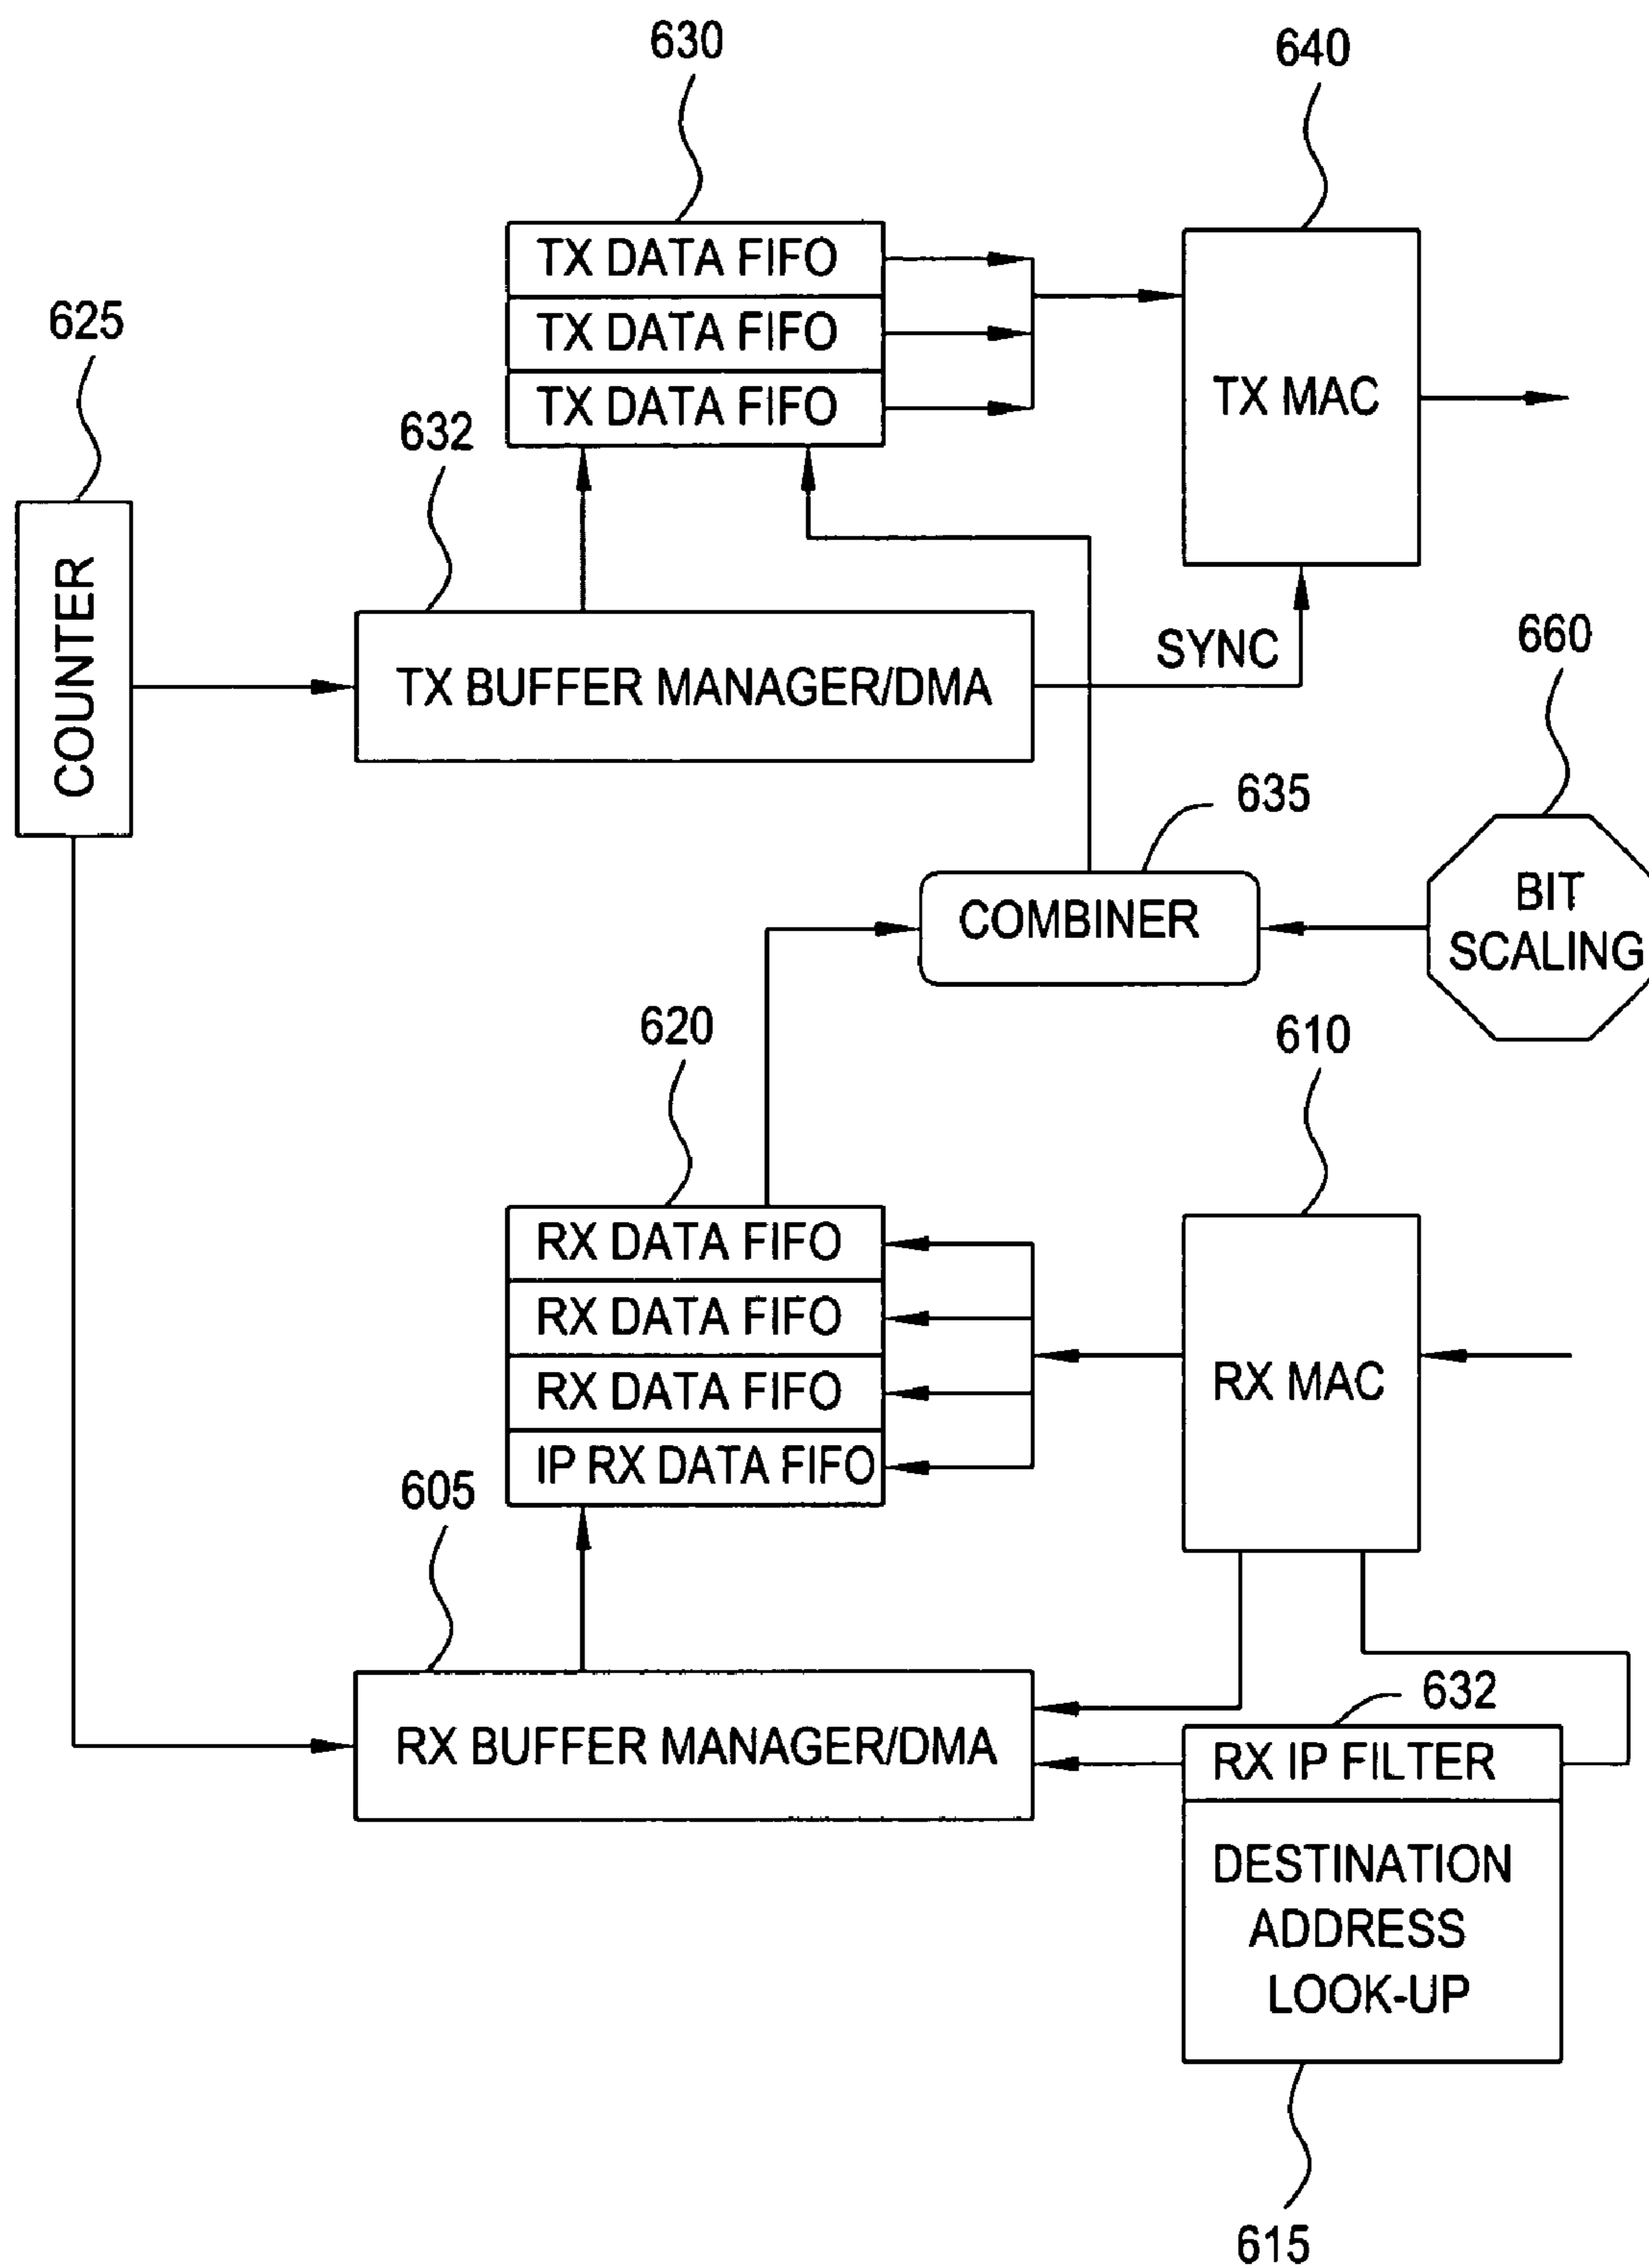 630
640
TX DATA FIFO
TX DATA FIFO
TX DATA FIFO
TX MAC
625
632
COUNTER
TX BUFFER MANAGER/DMA
SYNC
660
635
COMBINER
BIT
SCALING
620
610
RX DATA FIFO
RX DATA FIFO
RX DATA FIFO
IP RX DATA FIFO
RX MAC
605
RX BUFFER MANAGER/DMA
632
RX IP FILTER
DESTINATION
ADDRESS
LOOK-UP
615